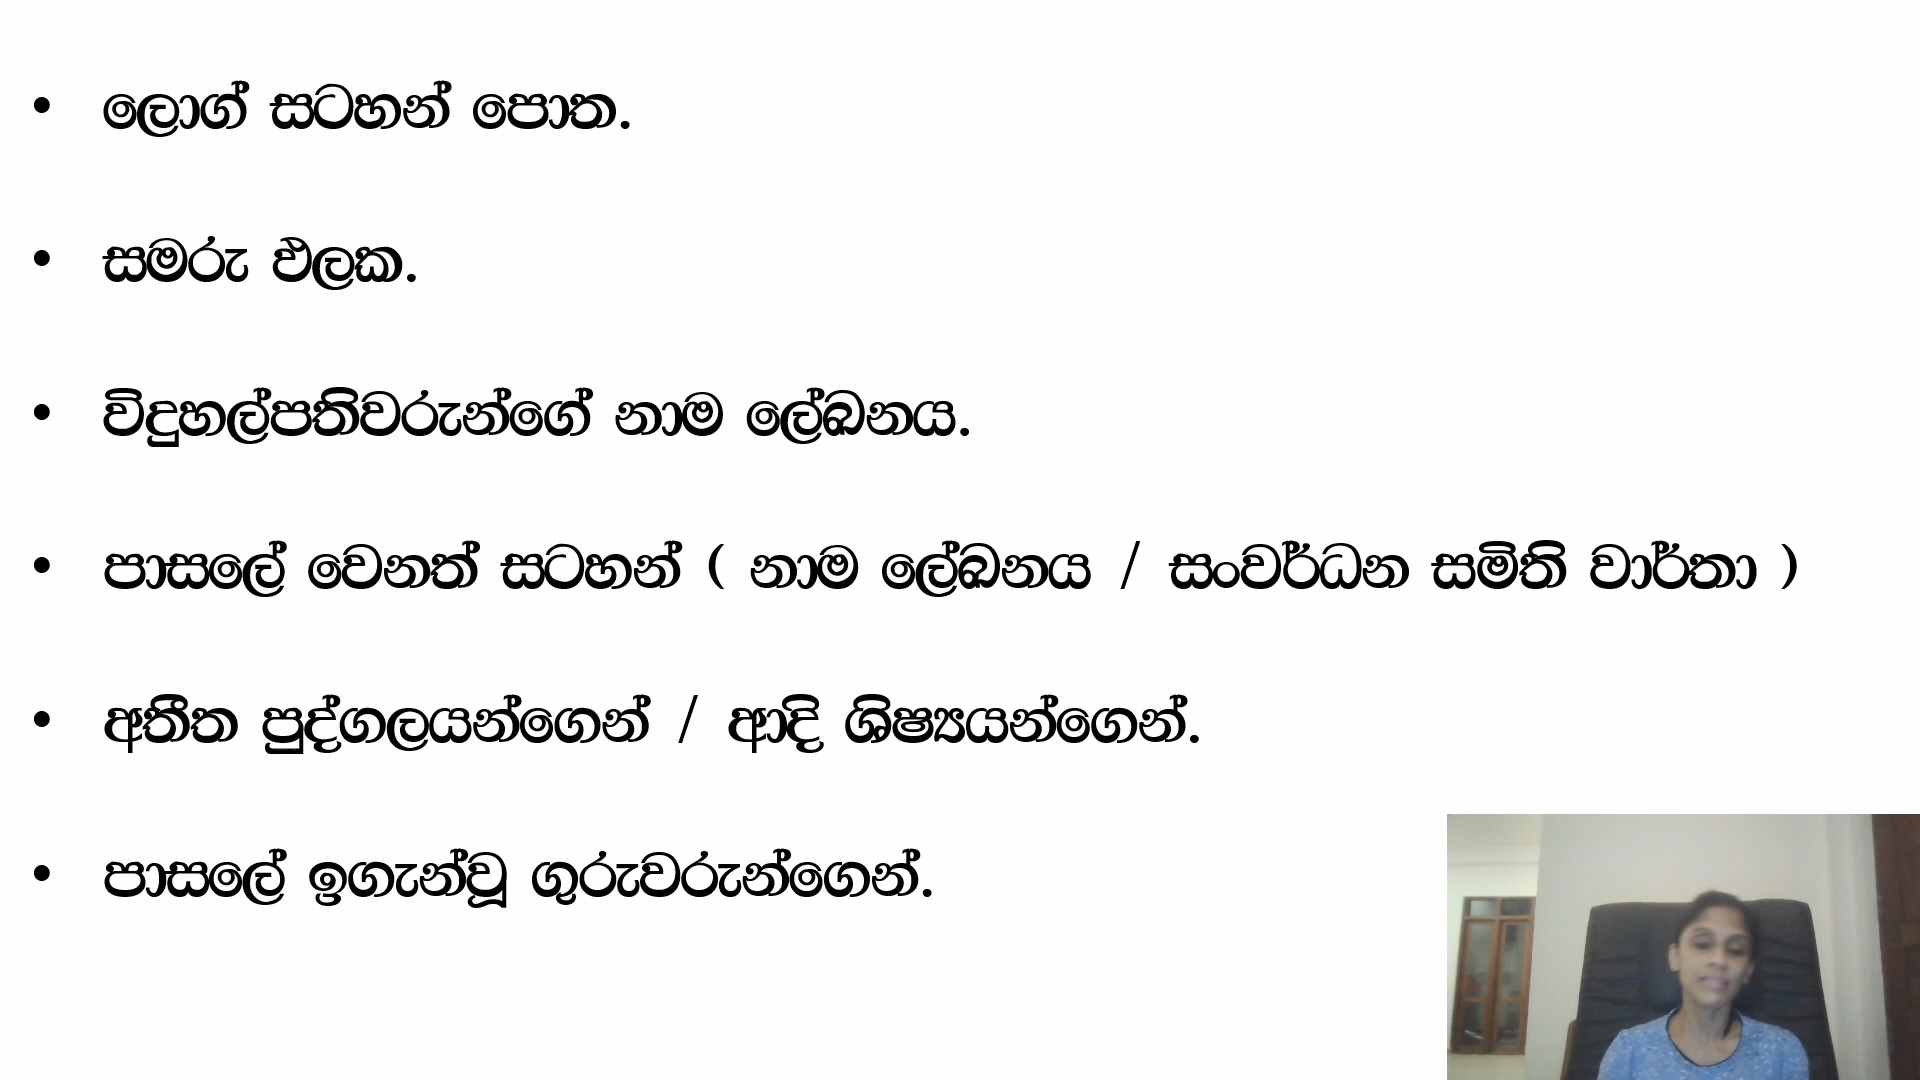 • ලොග් සටහන් පොත.
• සමරු ඵලක.
• විදුහල්පතිවරුන්ගේ නාම ලේඛනය.
• පාසලේ වෙනත් සටහන් ( නාම ලේඛනය / සංවර්ධන සමිති වාර්තා )
• අතීත පුද්ගලයන්ගෙන් / ආදි ශිෂ්‍යයන්ගෙන්.
• පාසලේ ඉගැන්වූ ගුරුවරුන්ගෙන්.